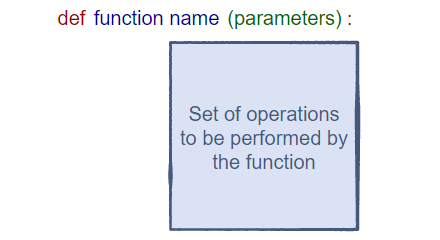 def function name (parameters) :
Set of operations
to be performed by
the function